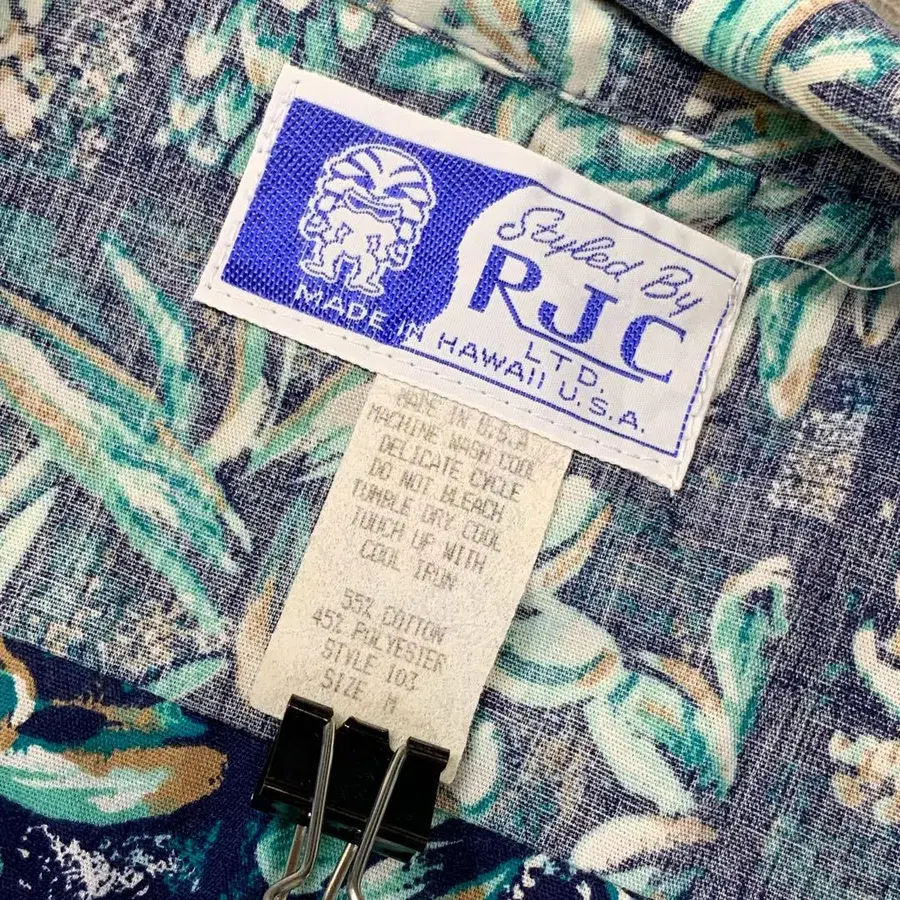 Styled By
RJC
LTD.
MADE IN HAWAII U.S.A.
MADE IN U.S.A
MACHINE WASH COOL
DELICATE CYCLE
DO NOT BLEACH
TUMBLE DRY COOL
TOUCH UP WITH
COOL IRON
55% COTTON
45% POLYESTER
STYLE 103
SIZE M